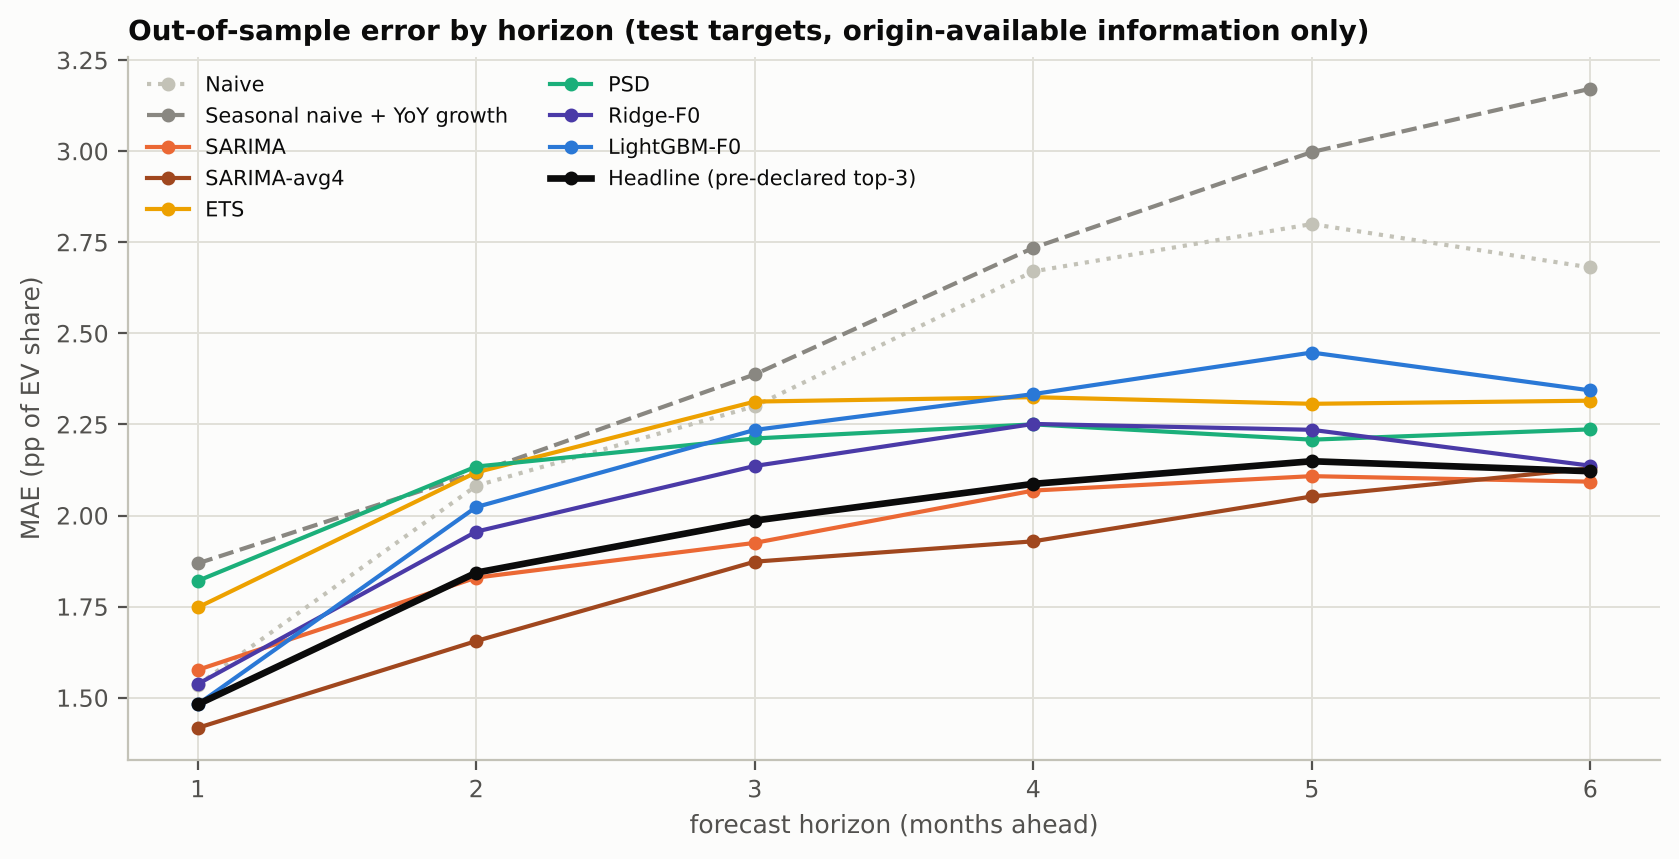 Out-of-sample error by horizon (test targets, origin-available information only)
MAE (pp of EV share)
3.25
3.00
2.75
2.50
2.25
2.00
1.75
1.50
Naive
Seasonal naive + YoY growth
SARIMA
SARIMA-avg4
ETS
PSD
Ridge-F0
LightGBM-F0
Headline (pre-declared top-3)
1
2
3
4
5
6
forecast horizon (months ahead)